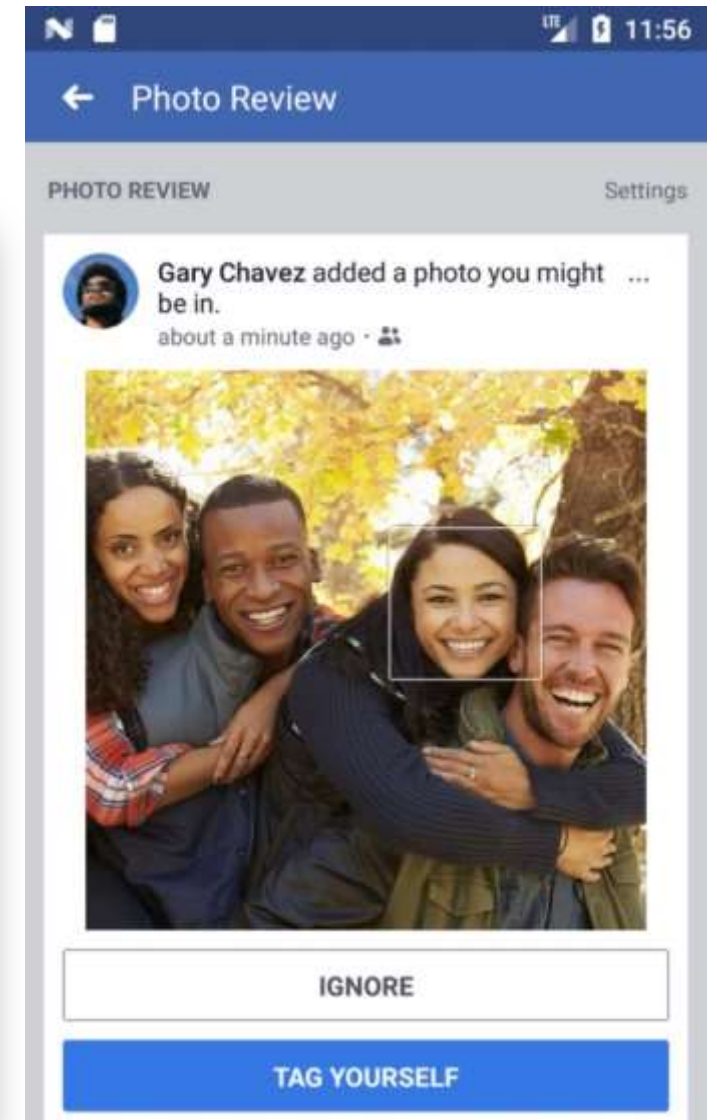 LTE 11:56
Photo Review
PHOTO REVIEW Settings
Gary Chavez added a photo you might ...
be in.
about a minute ago ·
IGNORE
TAG YOURSELF